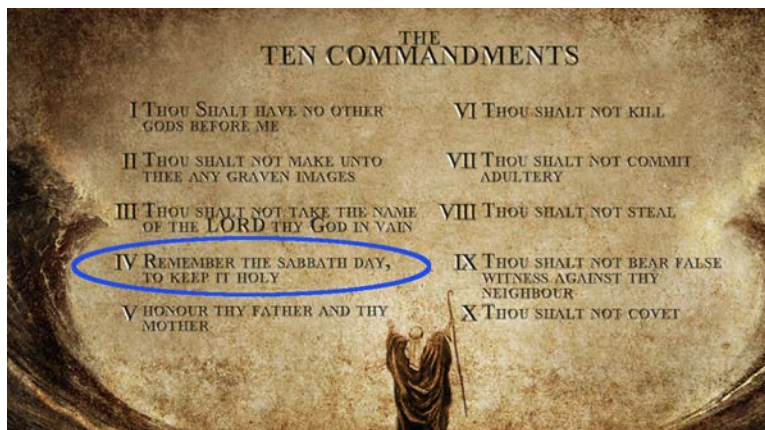 THE
TEN COMMANDMENTS
I THOU SHALT HAVE NO OTHER
GODS BEFORE ME
II THOU SHALT NOT MAKE UNTO
THEE ANY GRAVEN IMAGES
III THOU SHALT NOT TAKE THE NAME
OF THE LORD THY GOD IN VAIN
IV REMEMBER THE SABBATH DAY,
TO KEEP IT HOLY
V HONOUR THY FATHER AND THY
MOTHER
VI THOU SHALT NOT KILL
VII THOU SHALT NOT COMMIT
ADULTERY
VIII THOU SHALT NOT STEAL
IX THOU SHALT NOT BEAR FALSE
WITNESS AGAINST THY
NEIGHBOUR
X THOU SHALT NOT COVET